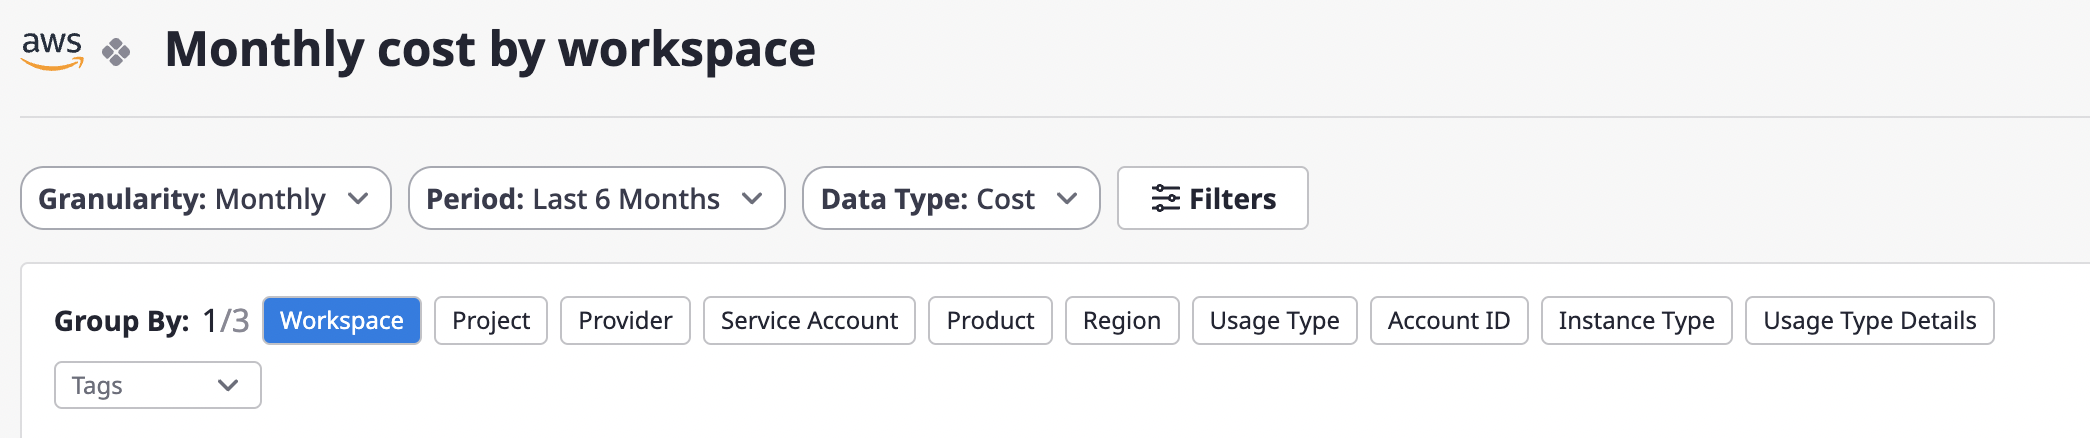 aws Monthly cost by workspace
Granularity: Monthly Period: Last 6 Months Data Type: Cost Filters
Group By: 1/3 Workspace Project Provider Service Account Product Region Usage Type Account ID Instance Type Usage Type Details
Tags